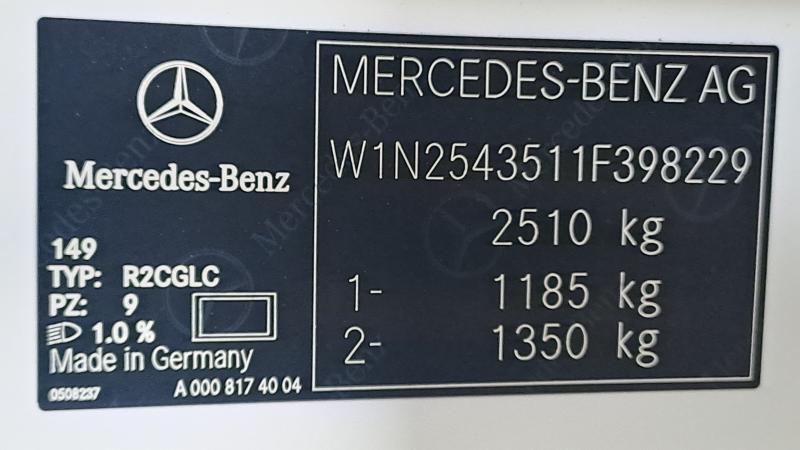 Mercedes-Benz
149
TYP: R2CGLC
PZ: 9
1.0 %
Made in Germany
0508237
A 000 817 40 04
MERCEDES-BENZ AG
W1N2543511F398229
2510 kg
1- 1185 kg
2- 1350 kg